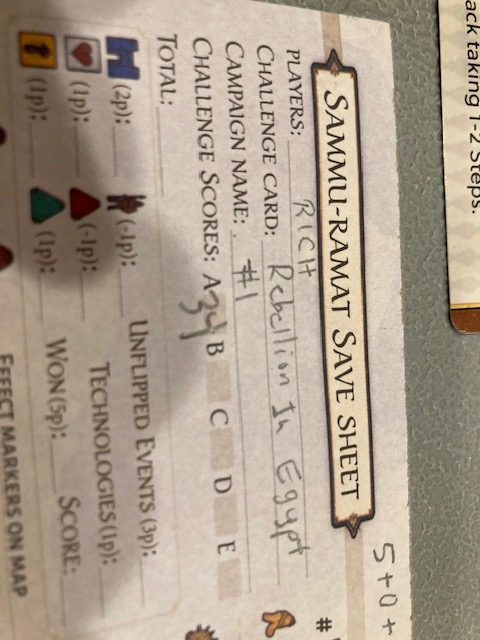 ack taking 1-2 Steps.
5+0+
SAMMU-RAMAT SAVE SHEET
#
PLAYERS: RICH
CHALLENGE CARD: Rebellion In Egypt
CAMPAIGN NAME: #1
CHALLENGE SCORES: A 34 B C D E
TOTAL:
(2p): (-1p): UNFLIPPED EVENTS (3p):
(1p): (-1p): TECHNOLOGIES (1p):
(1p): (1p): WON (5p): SCORE:
EFFECT MARKERS ON MAP